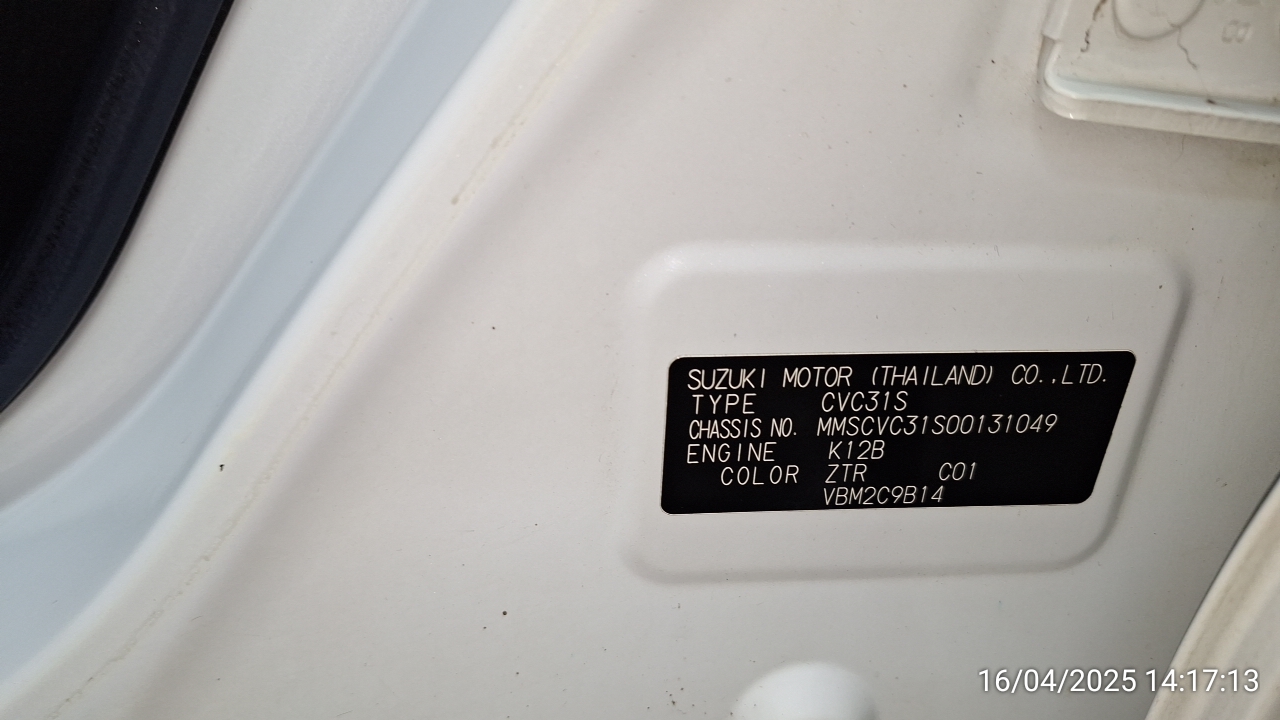 SUZUKI MOTOR (THAILAND) CO.,LTD.
TYPE CVC31S
CHASSIS NO. MMSCVC31S00131049
ENGINE K12B
COLOR ZTR C01
VBM2C9B14
16/04/2025 14:17:13